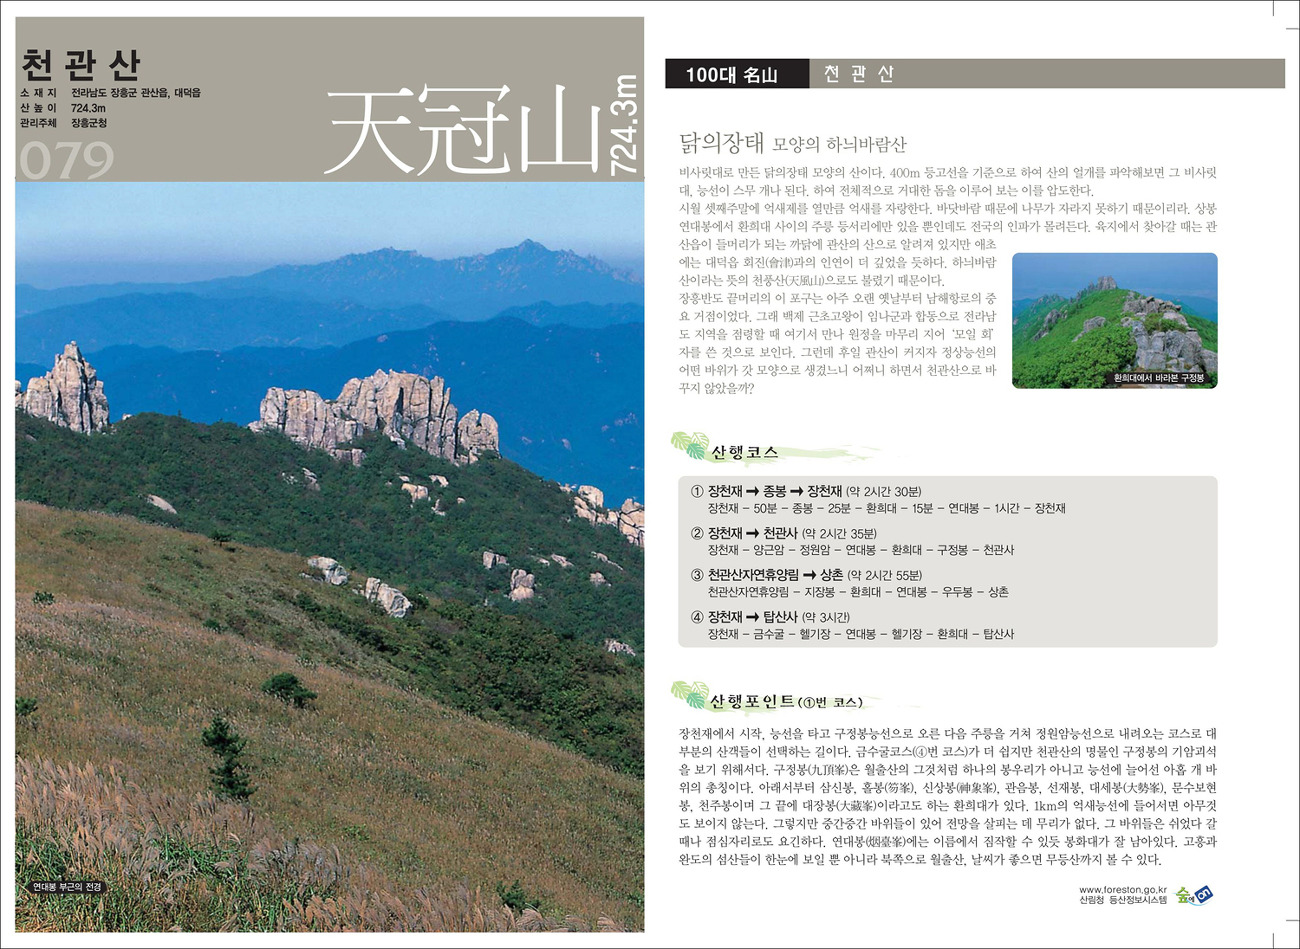 천관산
소재지 전라남도 장흥군 관산읍, 대덕읍
산높이 724.3m
관리주체 장흥군청
079
天冠山
724.3m
연대봉 부근의 전경
100대 名山 천관산
닭의장태 모양의 하늬바람산
비사릿대로 만든 닭의장태 모양의 산이다. 400m 등고선을 기준으로 하여 산의 얼개를 파악해보면 그 비사릿
대, 능선이 스무 개나 된다. 하여 전체적으로 거대한 돔을 이루어 보는 이를 압도한다.
시월 셋째주말에 억새제를 열만큼 억새를 자랑한다. 바닷바람 때문에 나무가 자라지 못하기 때문이리라. 상봉
연대봉에서 환희대 사이의 주릉 등서리에만 있을 뿐인데도 전국의 인파가 몰려든다. 육지에서 찾아갈 때는 관
산읍이 들머리가 되는 까닭에 관산의 산으로 알려져 있지만 애초
에는 대덕읍 회진(會津)과의 인연이 더 깊었을 듯하다. 하늬바람
산이라는 뜻의 천풍산(天風山)으로도 불렸기 때문이다.
장흥반도 끝머리의 이 포구는 아주 오랜 옛날부터 남해항로의 중
요 거점이었다. 그래 백제 근초고왕이 임나군과 합동으로 전라남
도 지역을 점령할 때 여기서 만나 원정을 마무리 지어 ‘모일 회’
자를 쓴 것으로 보인다. 그런데 후일 관산이 커지자 정상능선의
어떤 바위가 갓 모양으로 생겼느니 어쩌니 하면서 천관산으로 바
꾸지 않았을까?
환희대에서 바라본 구정봉
산행코스
① 장천재 ➞ 종봉 ➞ 장천재 (약 2시간 30분)
장천재 – 50분 – 종봉 – 25분 – 환희대 – 15분 – 연대봉 – 1시간 – 장천재
② 장천재 ➞ 천관사 (약 2시간 35분)
장천재 – 양근암 – 정원암 – 연대봉 – 환희대 – 구정봉 – 천관사
③ 천관산자연휴양림 ➞ 상촌 (약 2시간 55분)
천관산자연휴양림 – 지장봉 – 환희대 – 연대봉 – 우두봉 – 상촌
④ 장천재 ➞ 탑산사 (약 3시간)
장천재 – 금수굴 – 헬기장 – 연대봉 – 헬기장 – 환희대 – 탑산사
산행포인트(①번 코스)
장천재에서 시작, 능선을 타고 구정봉능선으로 오른 다음 주릉을 거쳐 정원암능선으로 내려오는 코스로 대
부분의 산객들이 선택하는 길이다. 금수굴코스(④번 코스)가 더 쉽지만 천관산의 명물인 구정봉의 기암괴석
을 보기 위해서다. 구정봉(九頂峯)은 월출산의 그것처럼 하나의 봉우리가 아니고 능선에 늘어선 아홉 개 바
위의 총칭이다. 아래서부터 삼신봉, 홀봉(笏峯), 신상봉(神象峯), 관음봉, 선재봉, 대세봉(大勢峯), 문수보현
봉, 천주봉이며 그 끝에 대장봉(大藏峯)이라고도 하는 환희대가 있다. 1km의 억새능선에 들어서면 아무것
도 보이지 않는다. 그렇지만 중간중간 바위들이 있어 전망을 살피는 데 무리가 없다. 그 바위들은 쉬었다 갈
때나 점심자리로도 요긴하다. 연대봉(烟臺峯)에는 이름에서 짐작할 수 있듯 봉화대가 잘 남아있다. 고흥과
완도의 섬산들이 한눈에 보일 뿐 아니라 북쪽으로 월출산, 날씨가 좋으면 무등산까지 볼 수 있다.
www.foreston.go.kr
산림청 등산정보시스템
숲에on